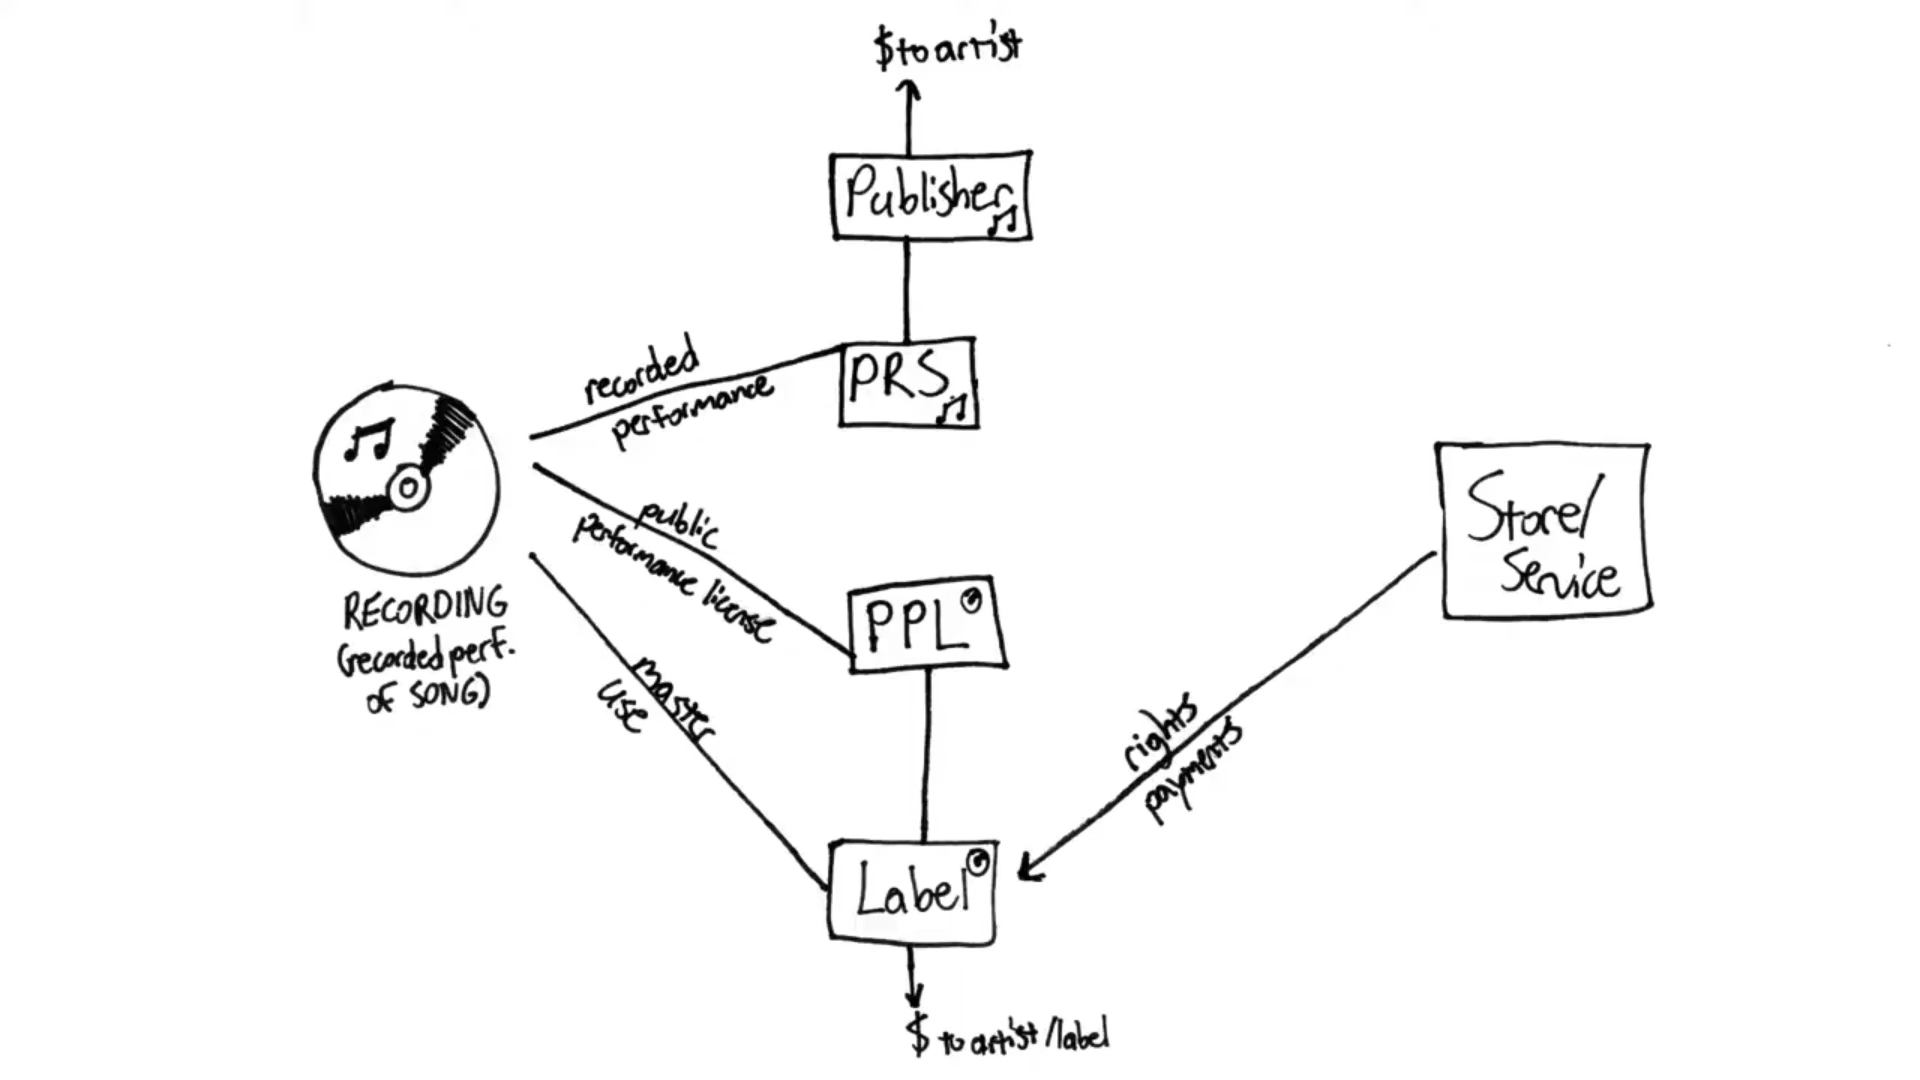 $ to artist
Publisher
recorded
performance
PRS
public
performance license
PPL
RECORDING
(recorded perf.
of SONG)
master
use
Store/
Service
rights
payments
Label
$ to artist/label